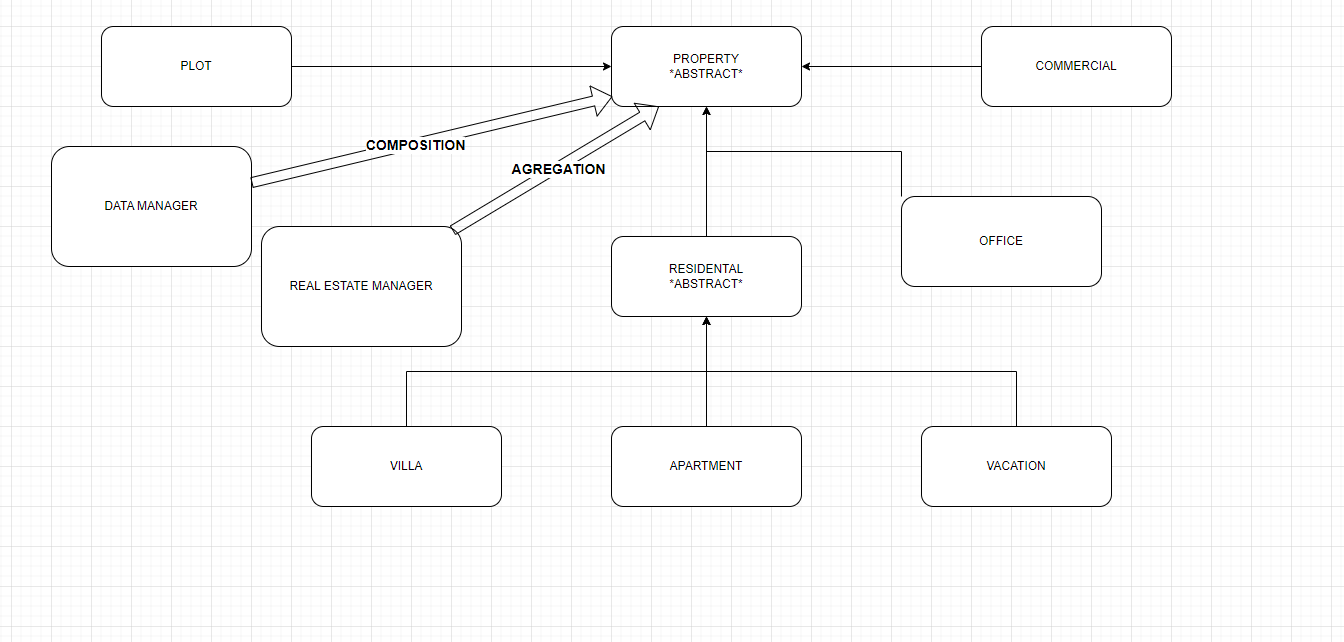 PLOT
PROPERTY
*ABSTRACT*
COMMERCIAL
COMPOSITION
AGREGATION
DATA MANAGER
REAL ESTATE MANAGER
RESIDENTAL
*ABSTRACT*
OFFICE
VILLA
APARTMENT
VACATION